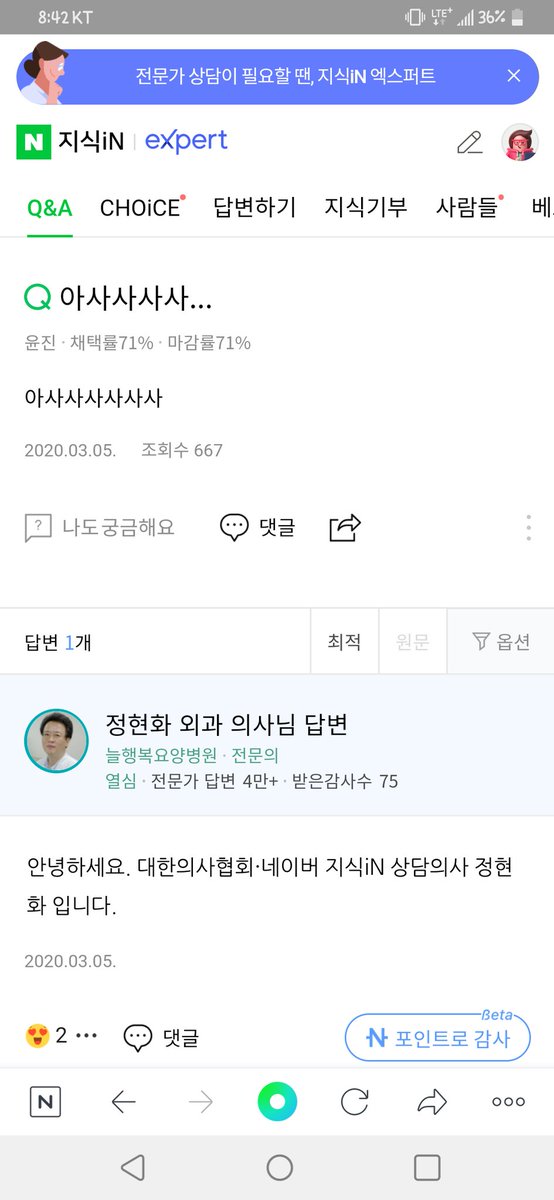 8:42 KT
LTE+
36%
전문가 상담이 필요할 땐, 지식iN 엑스퍼트
N 지식iN expert
Q&A CHOiCE 답변하기 지식기부 사람들 베
Q 아사사사사...
윤진 · 채택률71% · 마감률71%
아사사사사사사
2020.03.05. 조회수 667
? 나도 궁금해요 댓글
답변 1개 최적 원문 옵션
정현화 외과 의사님 답변
늘행복요양병원 · 전문의
열심 · 전문가 답변 4만+ · 받은감사수 75
안녕하세요. 대한의사협회·네이버 지식iN 상담의사 정현
화 입니다.
2020.03.05.
2 댓글
Beta
N 포인트로 감사
N